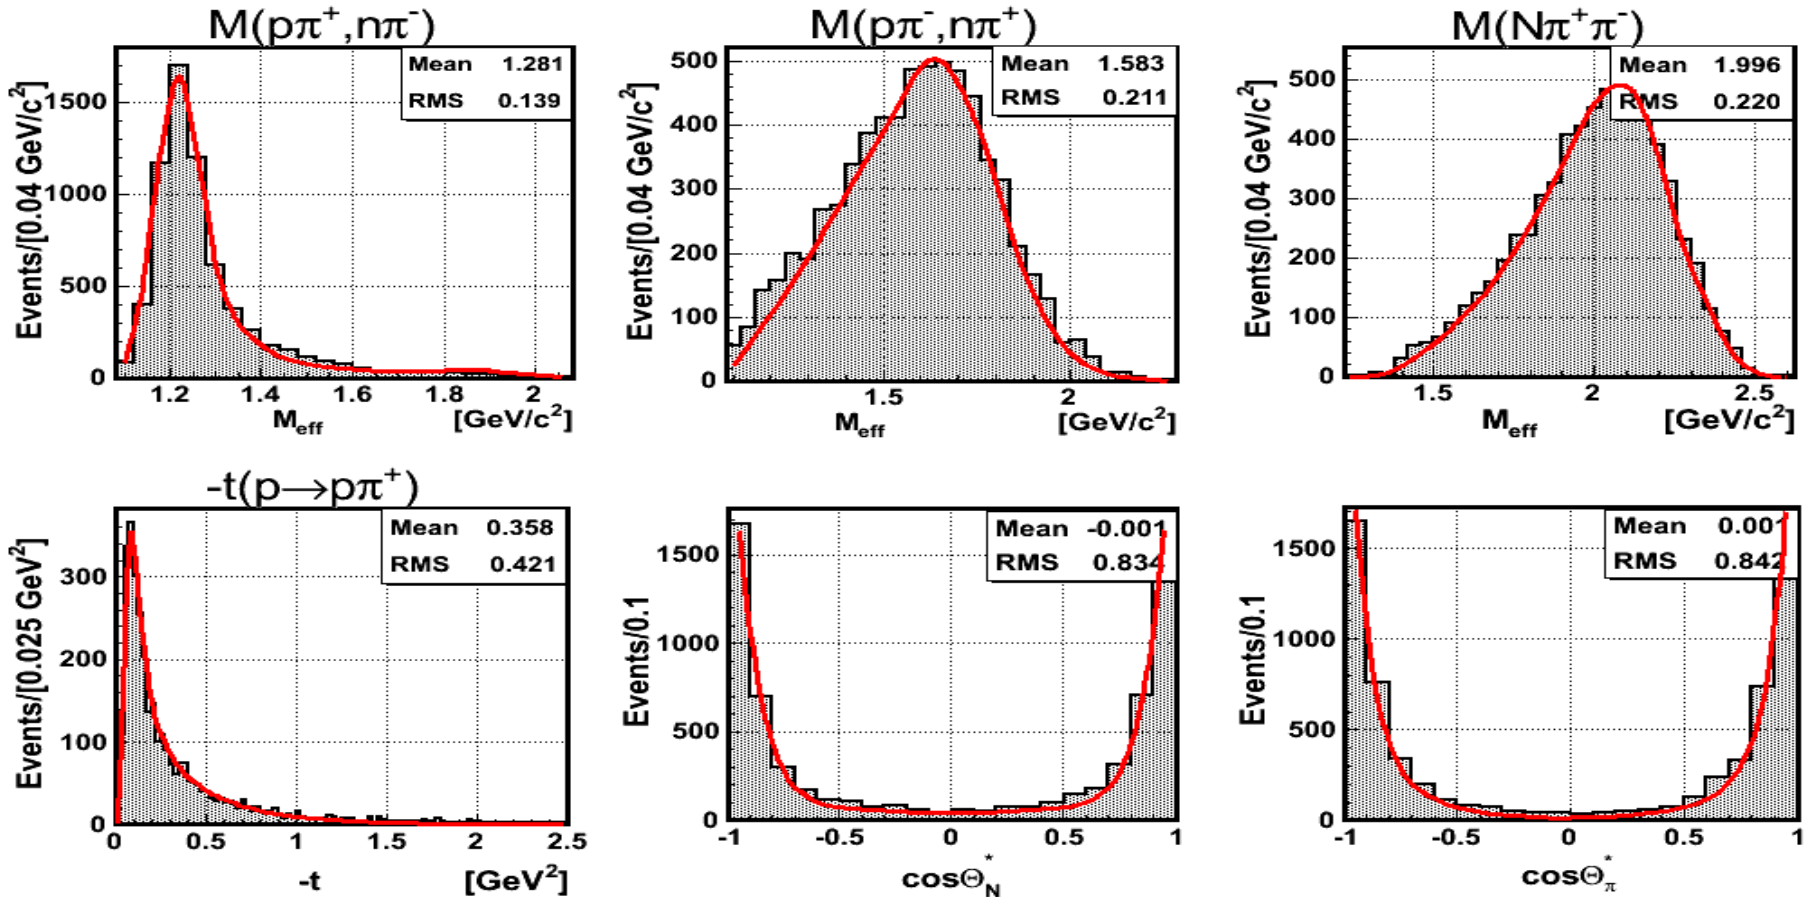 M(pπ⁺,nπ⁻)
Mean 1.281
RMS 0.139
Events/[0.04 GeV/c²]
1500
1000
500
0
1.2 1.4 1.6 1.8 2
M_eff [GeV/c²]
M(pπ⁻,nπ⁺)
Mean 1.583
RMS 0.211
Events/[0.04 GeV/c²]
500
400
300
200
100
0
1.5 2
M_eff [GeV/c²]
M(Nπ⁺π⁻)
Mean 1.996
RMS 0.220
Events/[0.04 GeV/c²]
500
400
300
200
100
0
1.5 2 2.5
M_eff [GeV/c²]
-t(p→pπ⁺)
Mean 0.358
RMS 0.421
Events/[0.025 GeV²]
300
200
100
0
0 0.5 1 1.5 2 2.5
-t [GeV²]
Mean -0.001
RMS 0.834
Events/0.1
1500
1000
500
0
-1 -0.5 0 0.5 1
cosΘ*_N
Mean 0.001
RMS 0.842
Events/0.1
1500
1000
500
0
-1 -0.5 0 0.5 1
cosΘ*_π